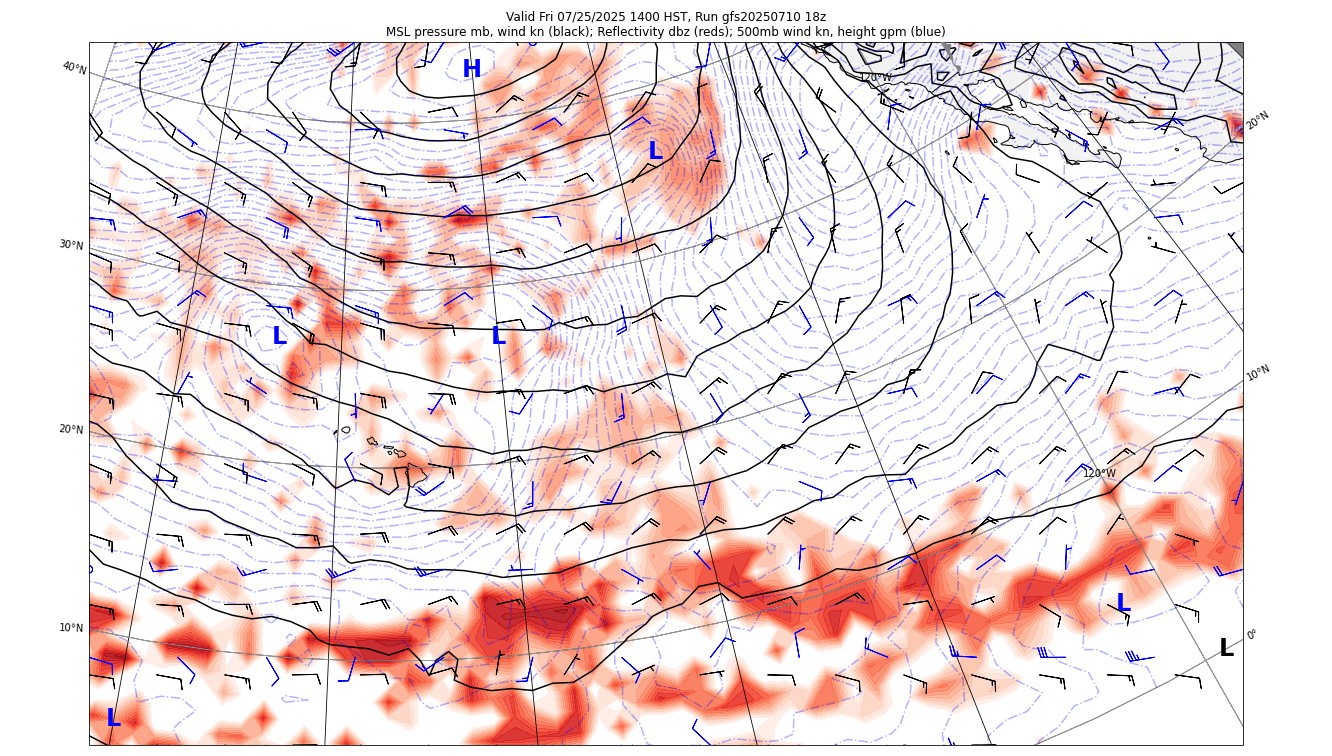 Valid Fri 07/25/2025 1400 HST, Run gfs20250710 18z
MSL pressure mb, wind kn (black); Reflectivity dbz (reds); 500mb wind kn, height gpm (blue)
40°N
H
120°W
20°N
L
30°N
L
L
10°N
20°N
120°W
10°N
L
0°
L
L